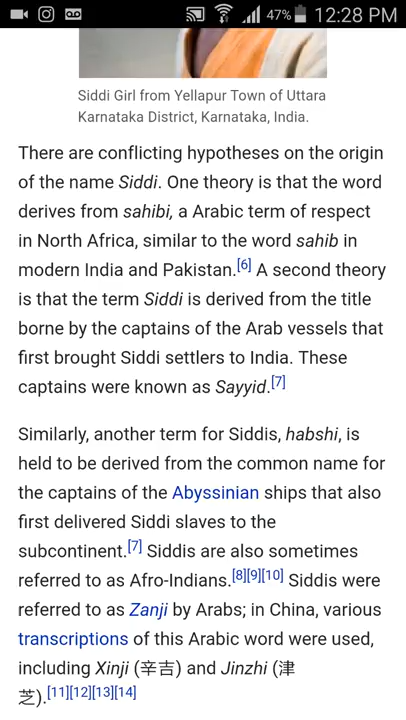 47% 12:28 PM
Siddi Girl from Yellapur Town of Uttara
Karnataka District, Karnataka, India.
There are conflicting hypotheses on the origin
of the name Siddi. One theory is that the word
derives from sahibi, a Arabic term of respect
in North Africa, similar to the word sahib in
modern India and Pakistan.[6] A second theory
is that the term Siddi is derived from the title
borne by the captains of the Arab vessels that
first brought Siddi settlers to India. These
captains were known as Sayyid.[7]
Similarly, another term for Siddis, habshi, is
held to be derived from the common name for
the captains of the Abyssinian ships that also
first delivered Siddi slaves to the
subcontinent.[7] Siddis are also sometimes
referred to as Afro-Indians.[8][9][10] Siddis were
referred to as Zanji by Arabs; in China, various
transcriptions of this Arabic word were used,
including Xinji (辛吉) and Jinzhi (津
芝).[11][12][13][14]